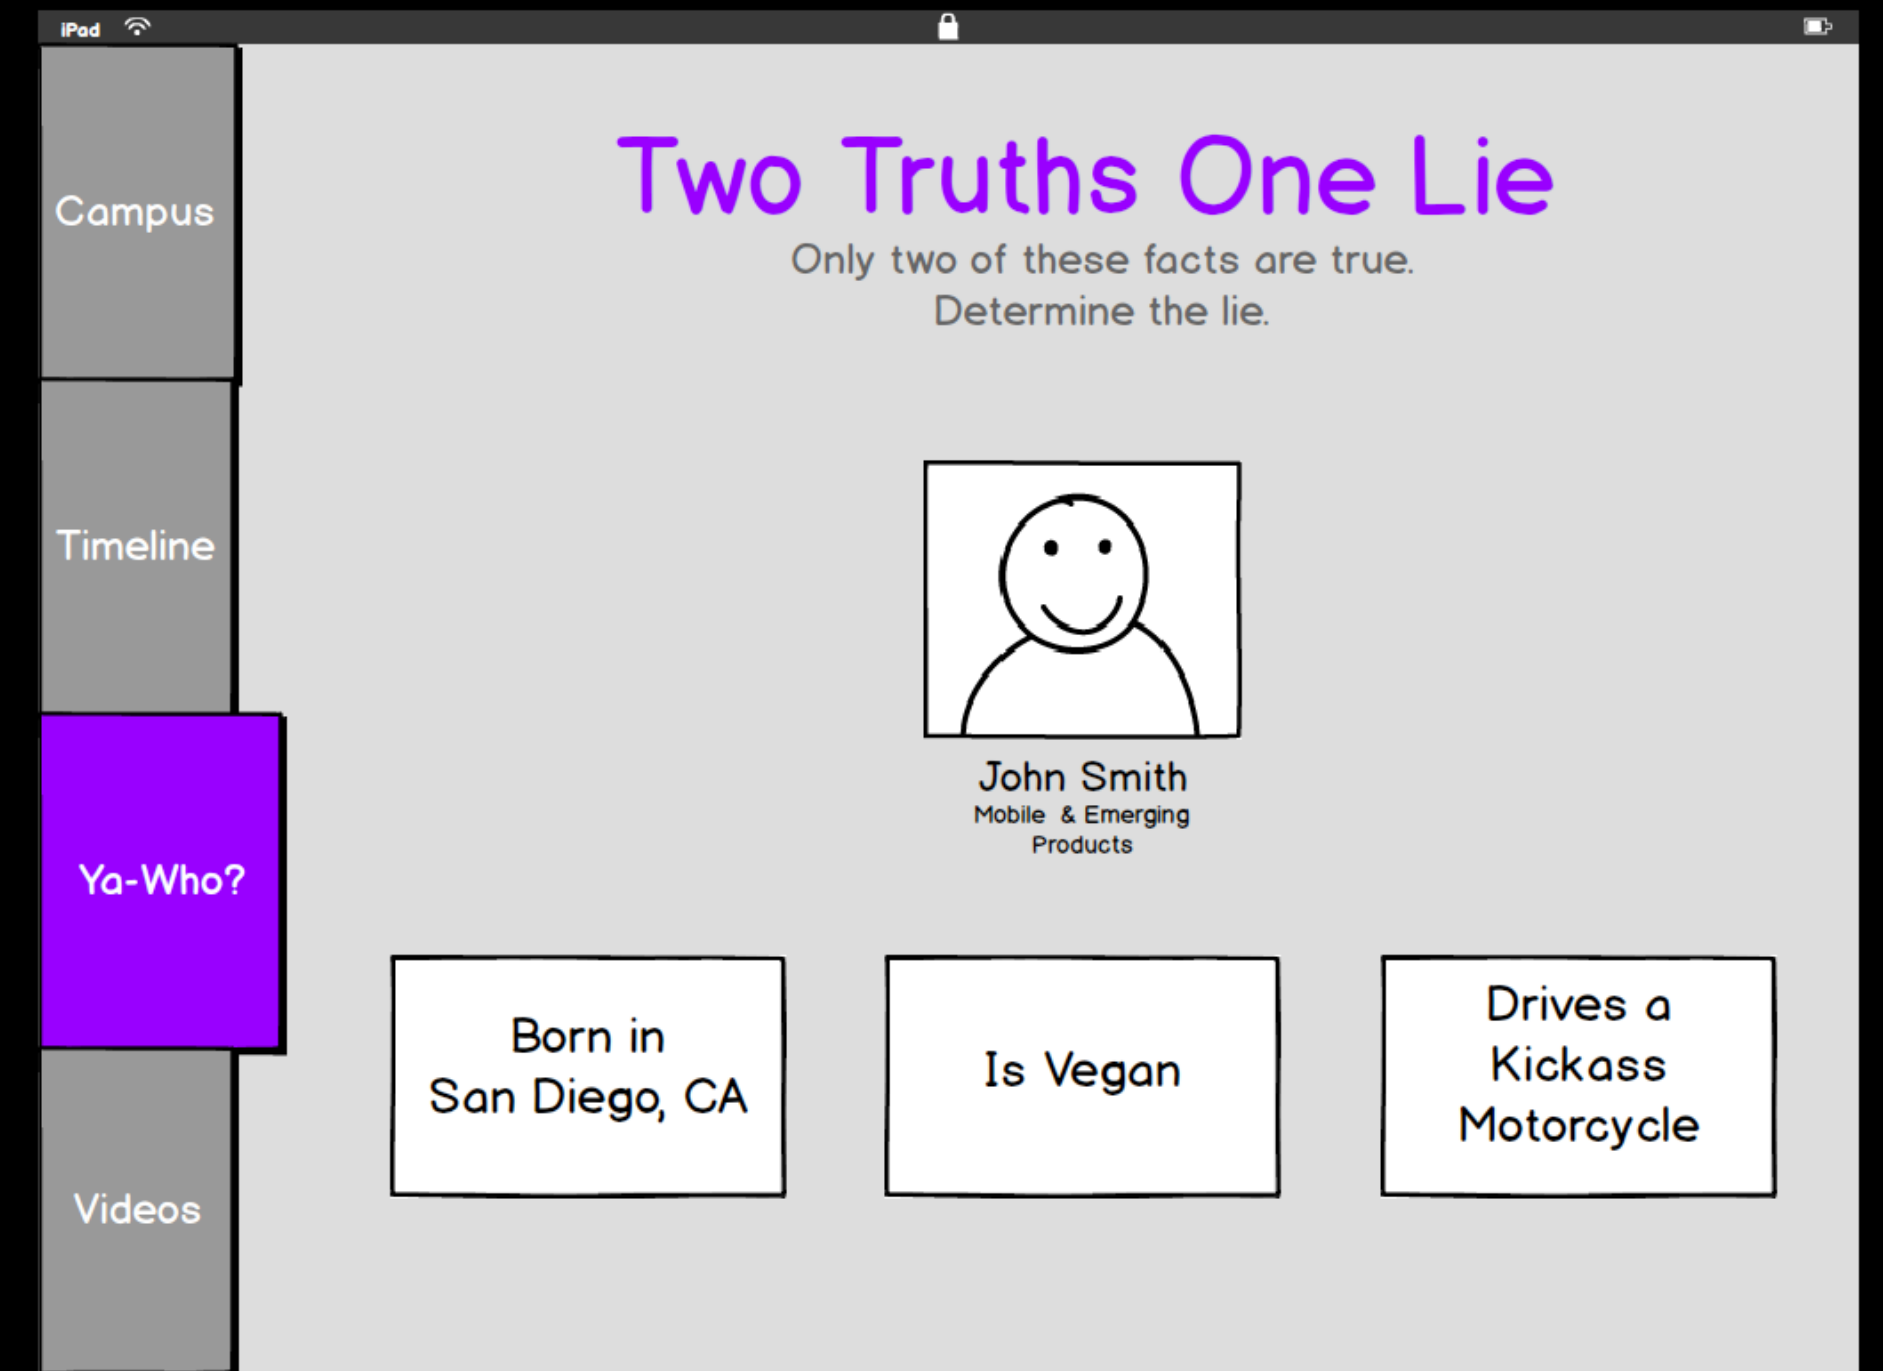 iPad
Campus
Timeline
Ya-Who?
Videos
Two Truths One Lie
Only two of these facts are true.
Determine the lie.
John Smith
Mobile & Emerging
Products
Born in
San Diego, CA
Is Vegan
Drives a
Kickass
Motorcycle